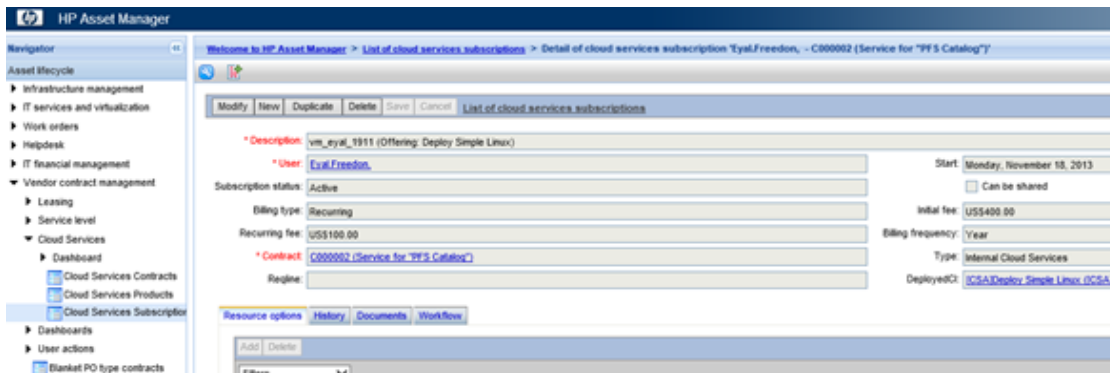 hp HP Asset Manager
Navigator
Asset lifecycle
Infrastructure management
IT services and virtualization
Work orders
Helpdesk
IT financial management
Vendor contract management
Leasing
Service level
Cloud Services
Dashboard
Cloud Services Contracts
Cloud Services Products
Cloud Services Subscription
Dashboards
User actions
Blanket PO type contracts
Welcome to HP Asset Manager > List of cloud services subscriptions > Detail of cloud services subscription 'Eyal.Freedon, - C000002 (Service for "PFS Catalog")'
Modify New Duplicate Delete Save Cancel List of cloud services subscriptions
* Description: vm_eyal_1911 (Offering: Deploy Simple Linux)
* User: Eyal.Freedon, Start: Monday, November 18, 2013
Subscription status: Active Can be shared
Billing type: Recurring Initial fee: US$400.00
Recurring fee: US$100.00 Billing frequency: Year
* Contract: C000002 (Service for "PFS Catalog") Type: Internal Cloud Services
Reqline: DeployedCI: [CSA]Deploy Simple Linux (CSA
Resource options History Documents Workflow
Add Delete
Filters